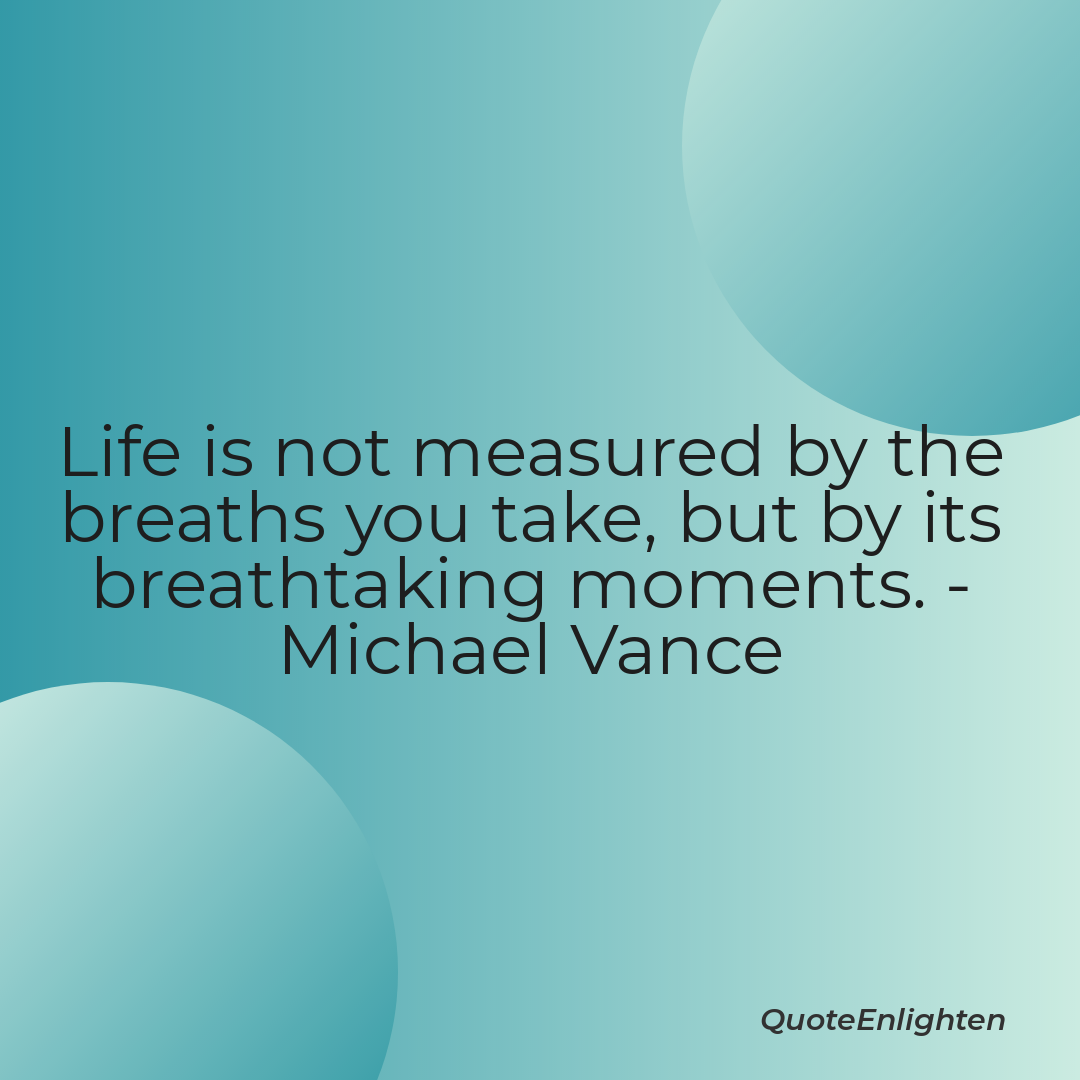 Life is not measured by the
breaths you take, but by its
breathtaking moments. -
Michael Vance
QuoteEnlighten